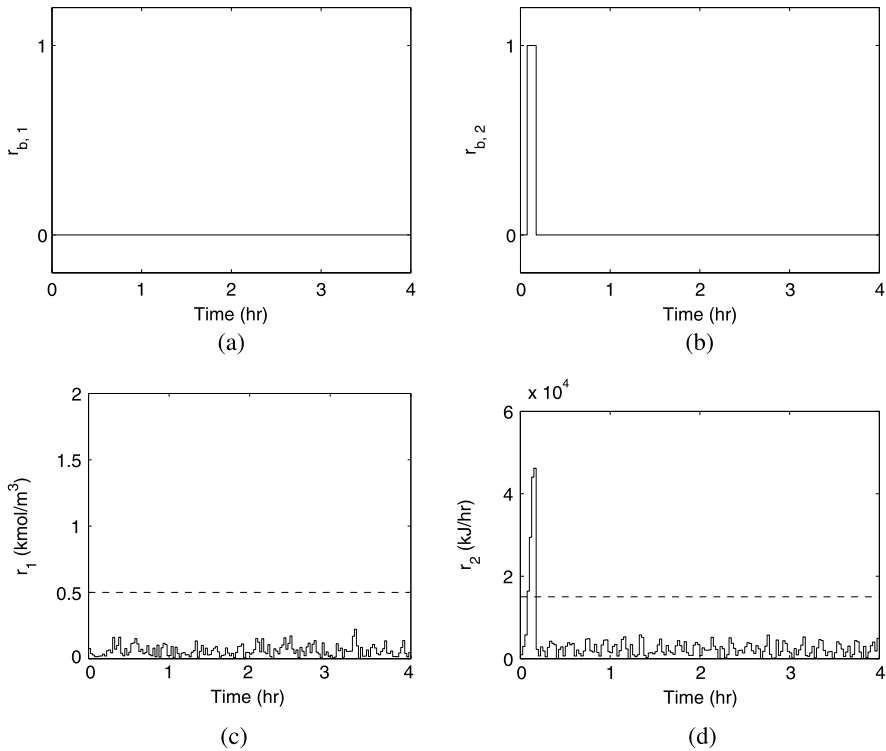 1
0
r_{b, 1}
0 1 2 3 4
Time (hr)
(a)
1
0
r_{b, 2}
0 1 2 3 4
Time (hr)
(b)
2
1.5
1
0.5
0
r_1 (kmol/m^3)
0 1 2 3 4
Time (hr)
(c)
x 10^4
6
4
2
0
r_2 (kJ/hr)
0 1 2 3 4
Time (hr)
(d)